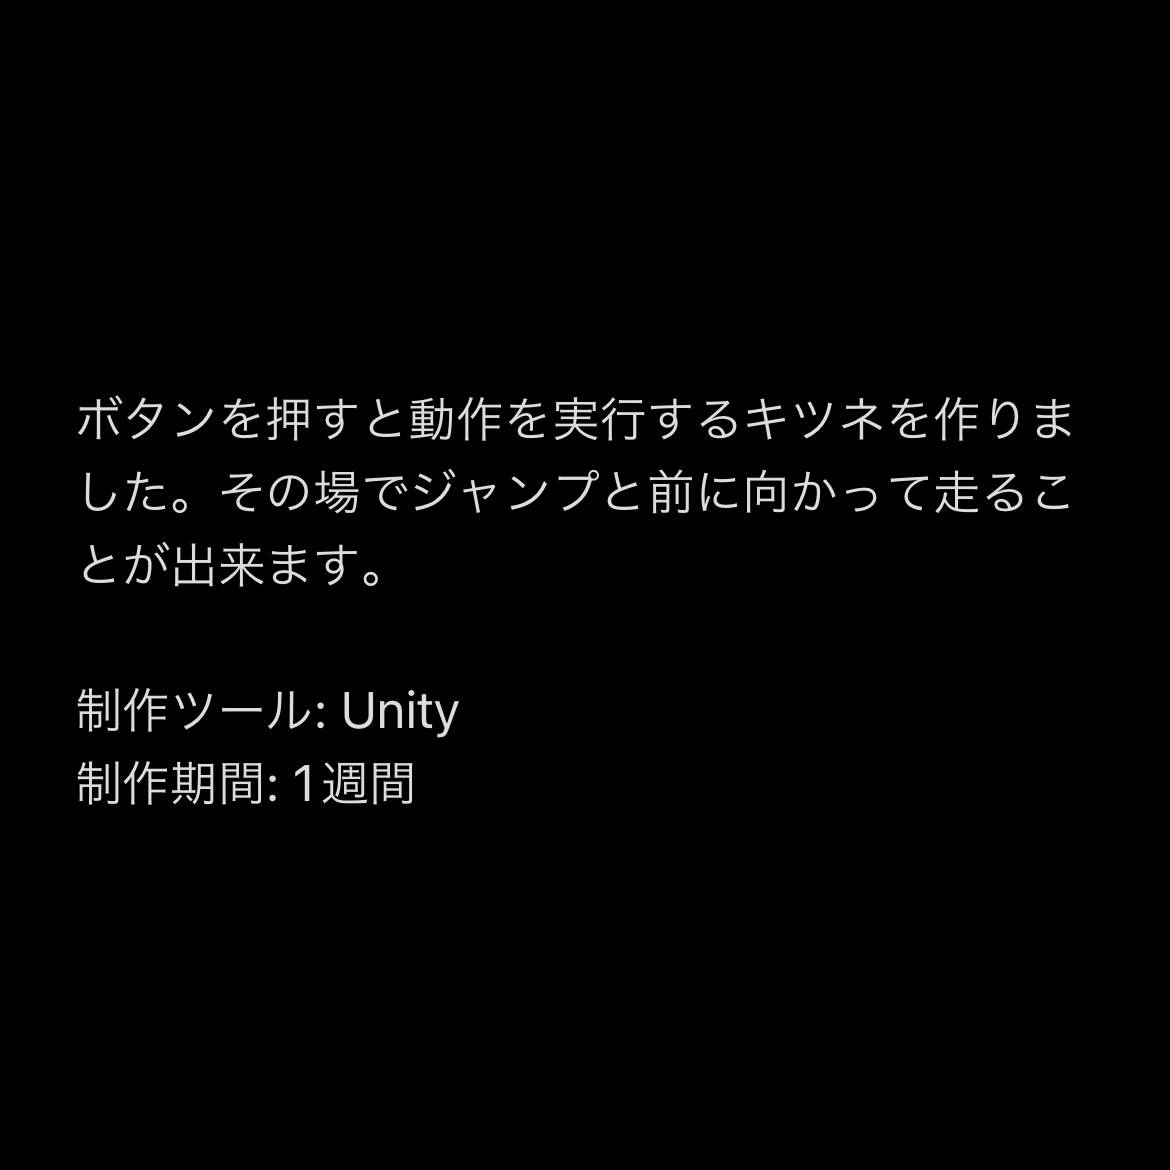 ボタンを押すと動作を実行するキツネを作りま
した。その場でジャンプと前に向かって走るこ
とが出来ます。
制作ツール: Unity
制作期間: 1週間